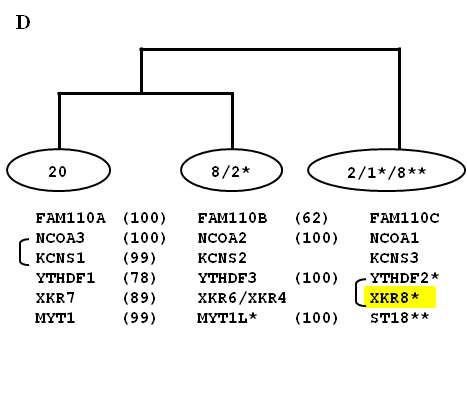 D
20 8/2* 2/1*/8**
FAM110A (100) FAM110B (62) FAM110C
NCOA3 (100) NCOA2 (100) NCOA1
KCNS1 (99) KCNS2 KCNS3
YTHDF1 (78) YTHDF3 (100) YTHDF2*
XKR7 (89) XKR6/XKR4 XKR8*
MYT1 (99) MYT1L* (100) ST18**